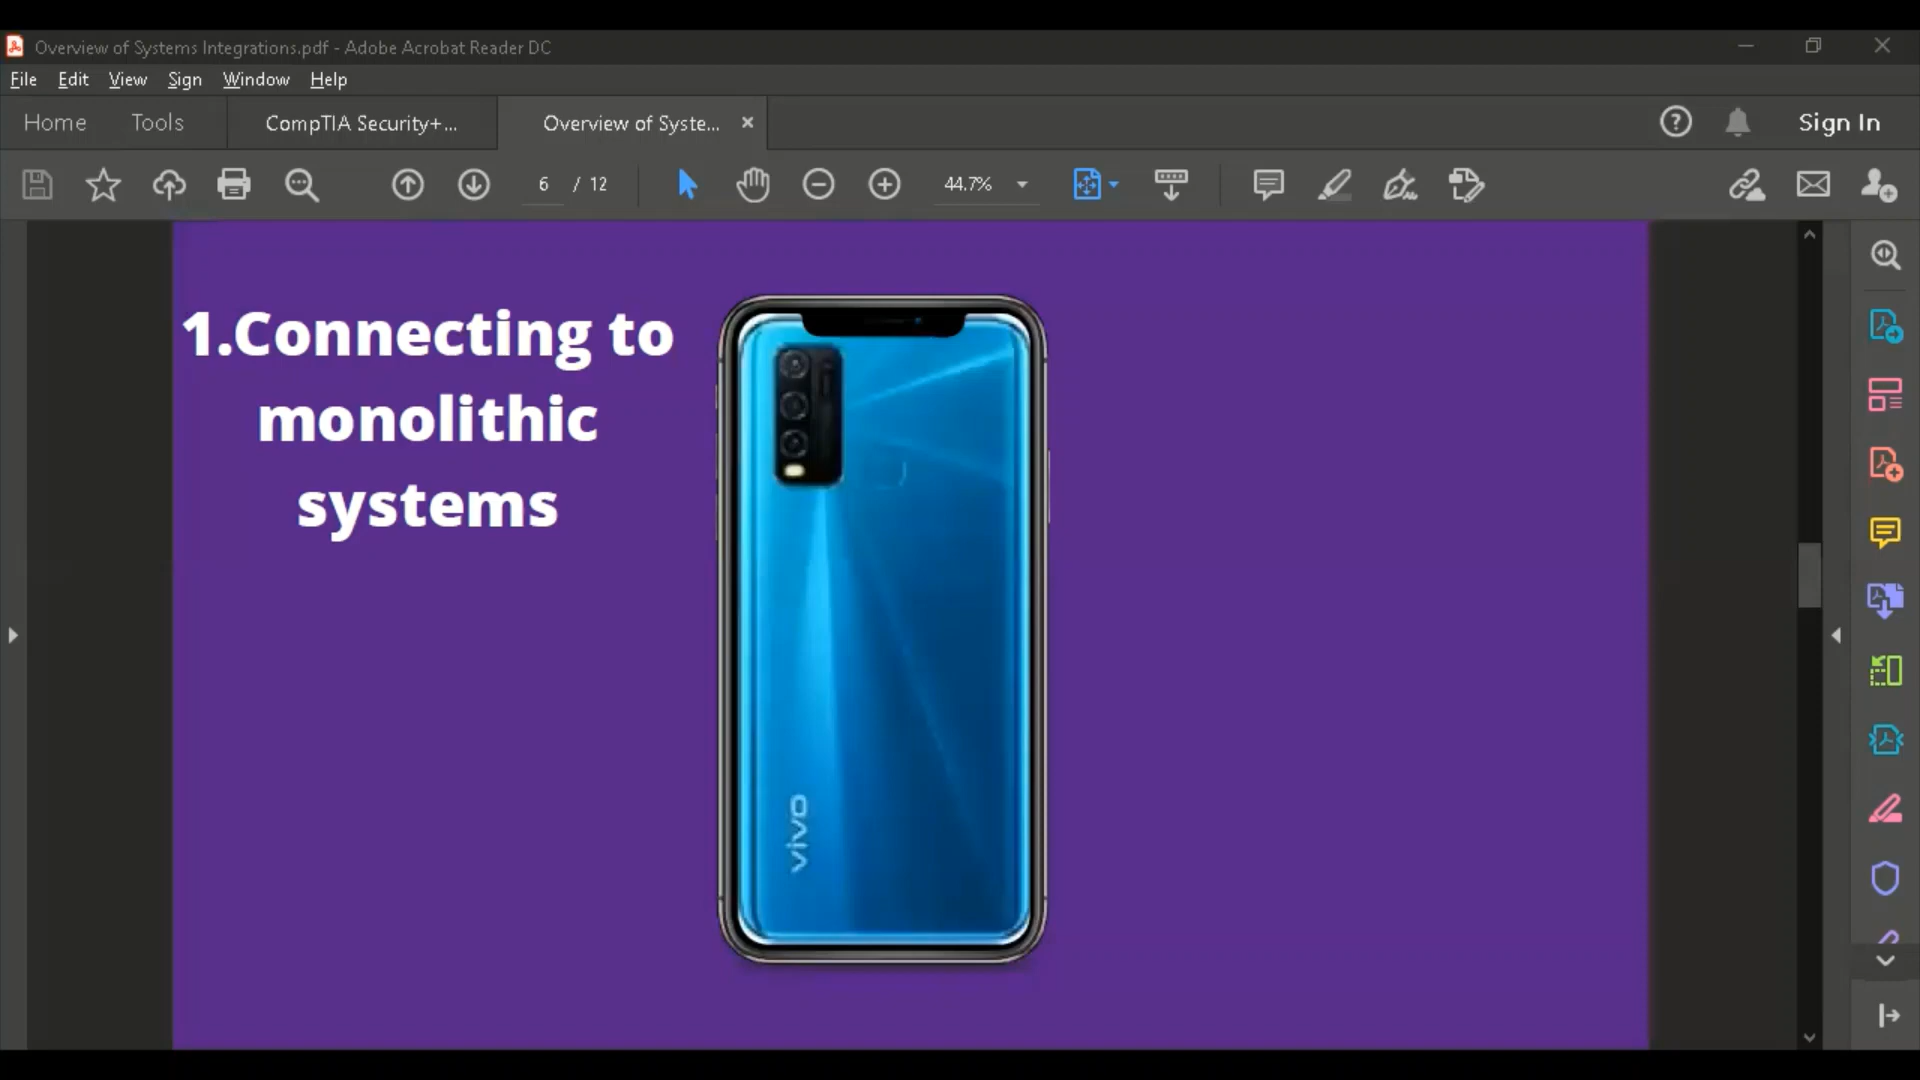 Overview of Systems Integrations.pdf - Adobe Acrobat Reader DC
File Edit View Sign Window Help
Home Tools CompTIA Security+... Overview of Syste... Sign In
6 / 12 44.7%
1.Connecting to
monolithic
systems
vivo